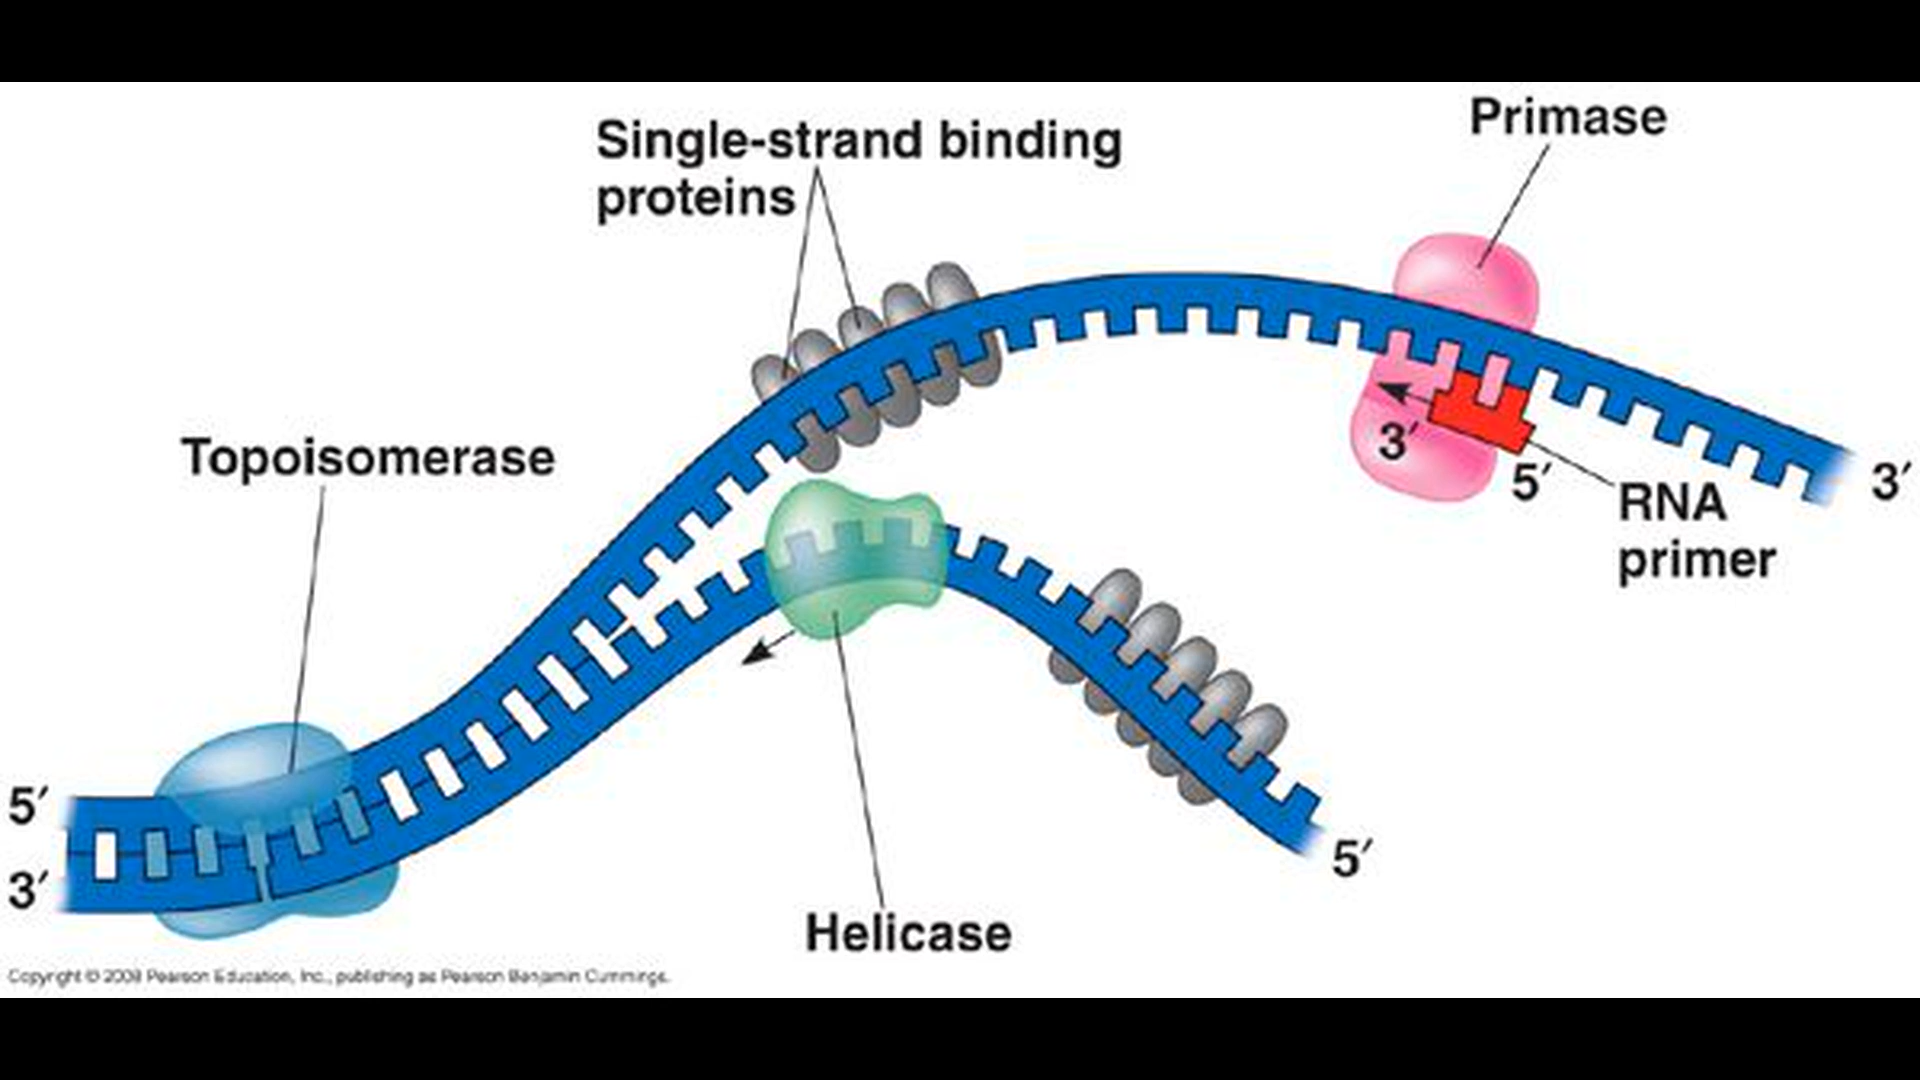 Primase
Single-strand binding
proteins
Topoisomerase
3′
5′
3′
RNA
primer
5′
3′
5′
Helicase
Copyright © 2008 Pearson Education, Inc., publishing as Pearson Benjamin Cummings.